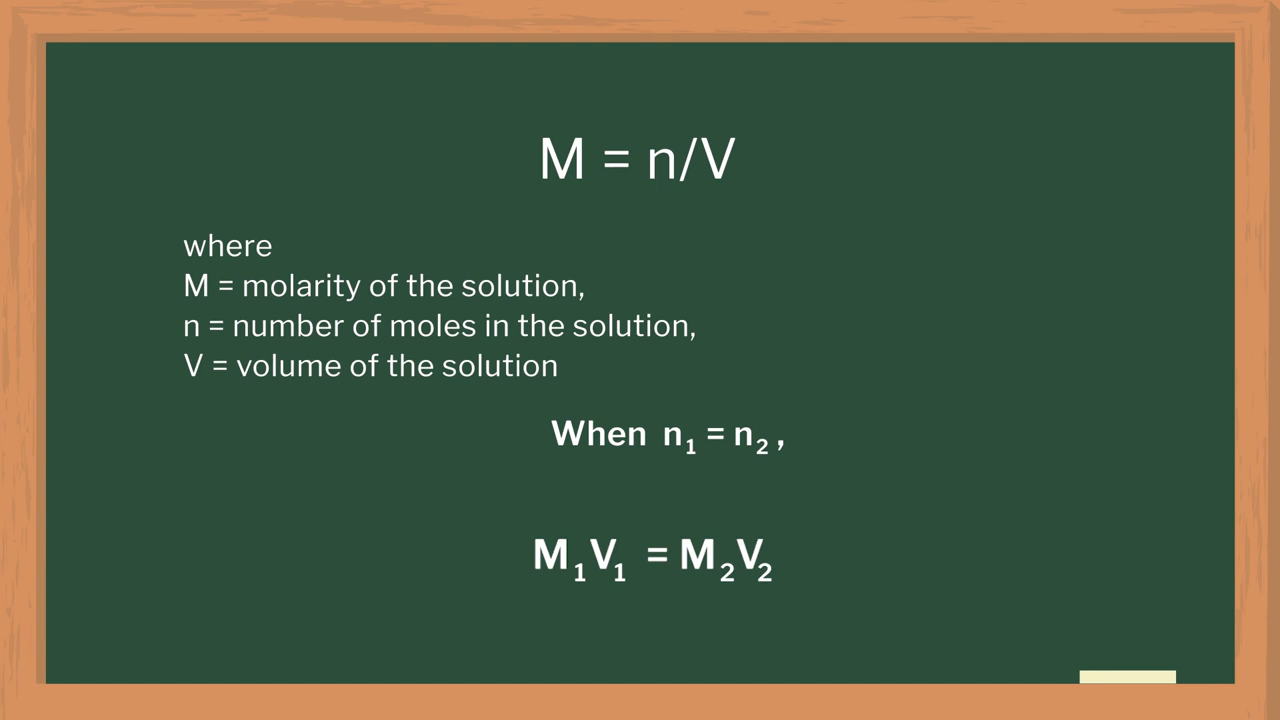 M = n/V
where
M = molarity of the solution,
n = number of moles in the solution,
V = volume of the solution
When n₁ = n₂ ,
M₁V₁ = M₂V₂